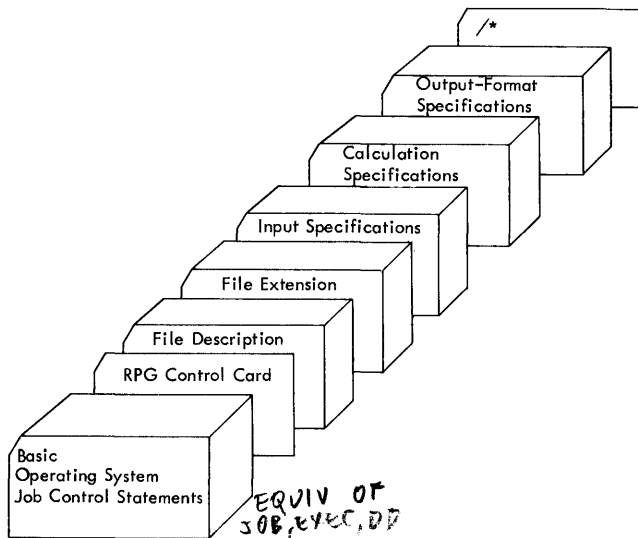 /*
Output-Format
Specifications
Calculation
Specifications
Input Specifications
File Extension
File Description
RPG Control Card
Basic
Operating System
Job Control Statements
EQUIV OF
JOB, EXEC, DD